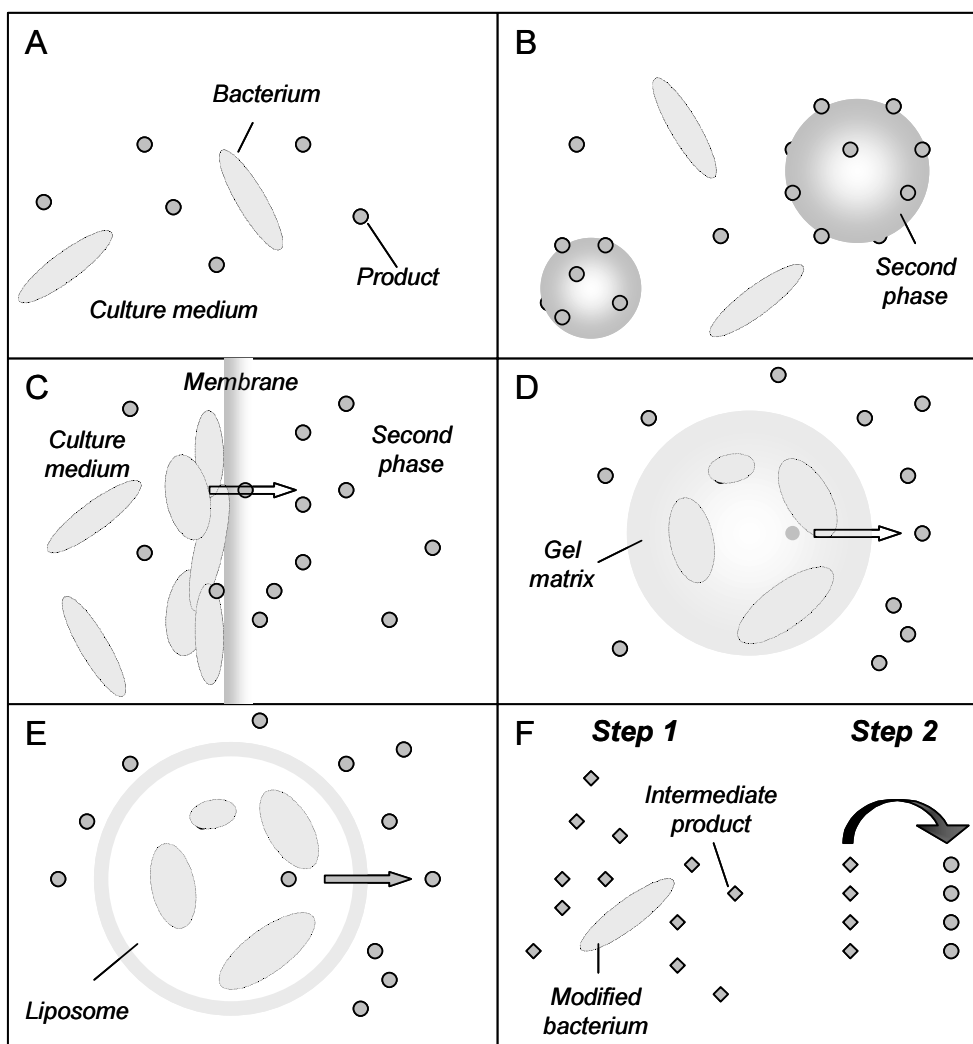 A
Bacterium
Product
Culture medium
B
Second
phase
C
Membrane
Culture
medium
Second
phase
D
Gel
matrix
E
Liposome
F
Step 1
Step 2
Intermediate
product
Modified
bacterium